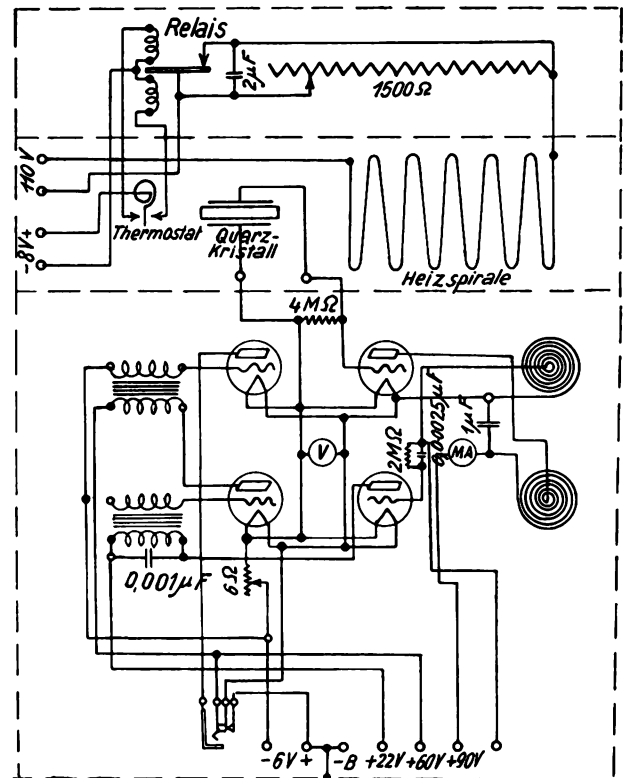 Relais
2µF
1500Ω
110 V
-8V+
Thermostat
Quarz-
Kristall
Heizspirale
4MΩ
0,00025µF
1µF
2MΩ
MA
V
0,001µF
6Ω
-6V+ -B +22V +60V +90V